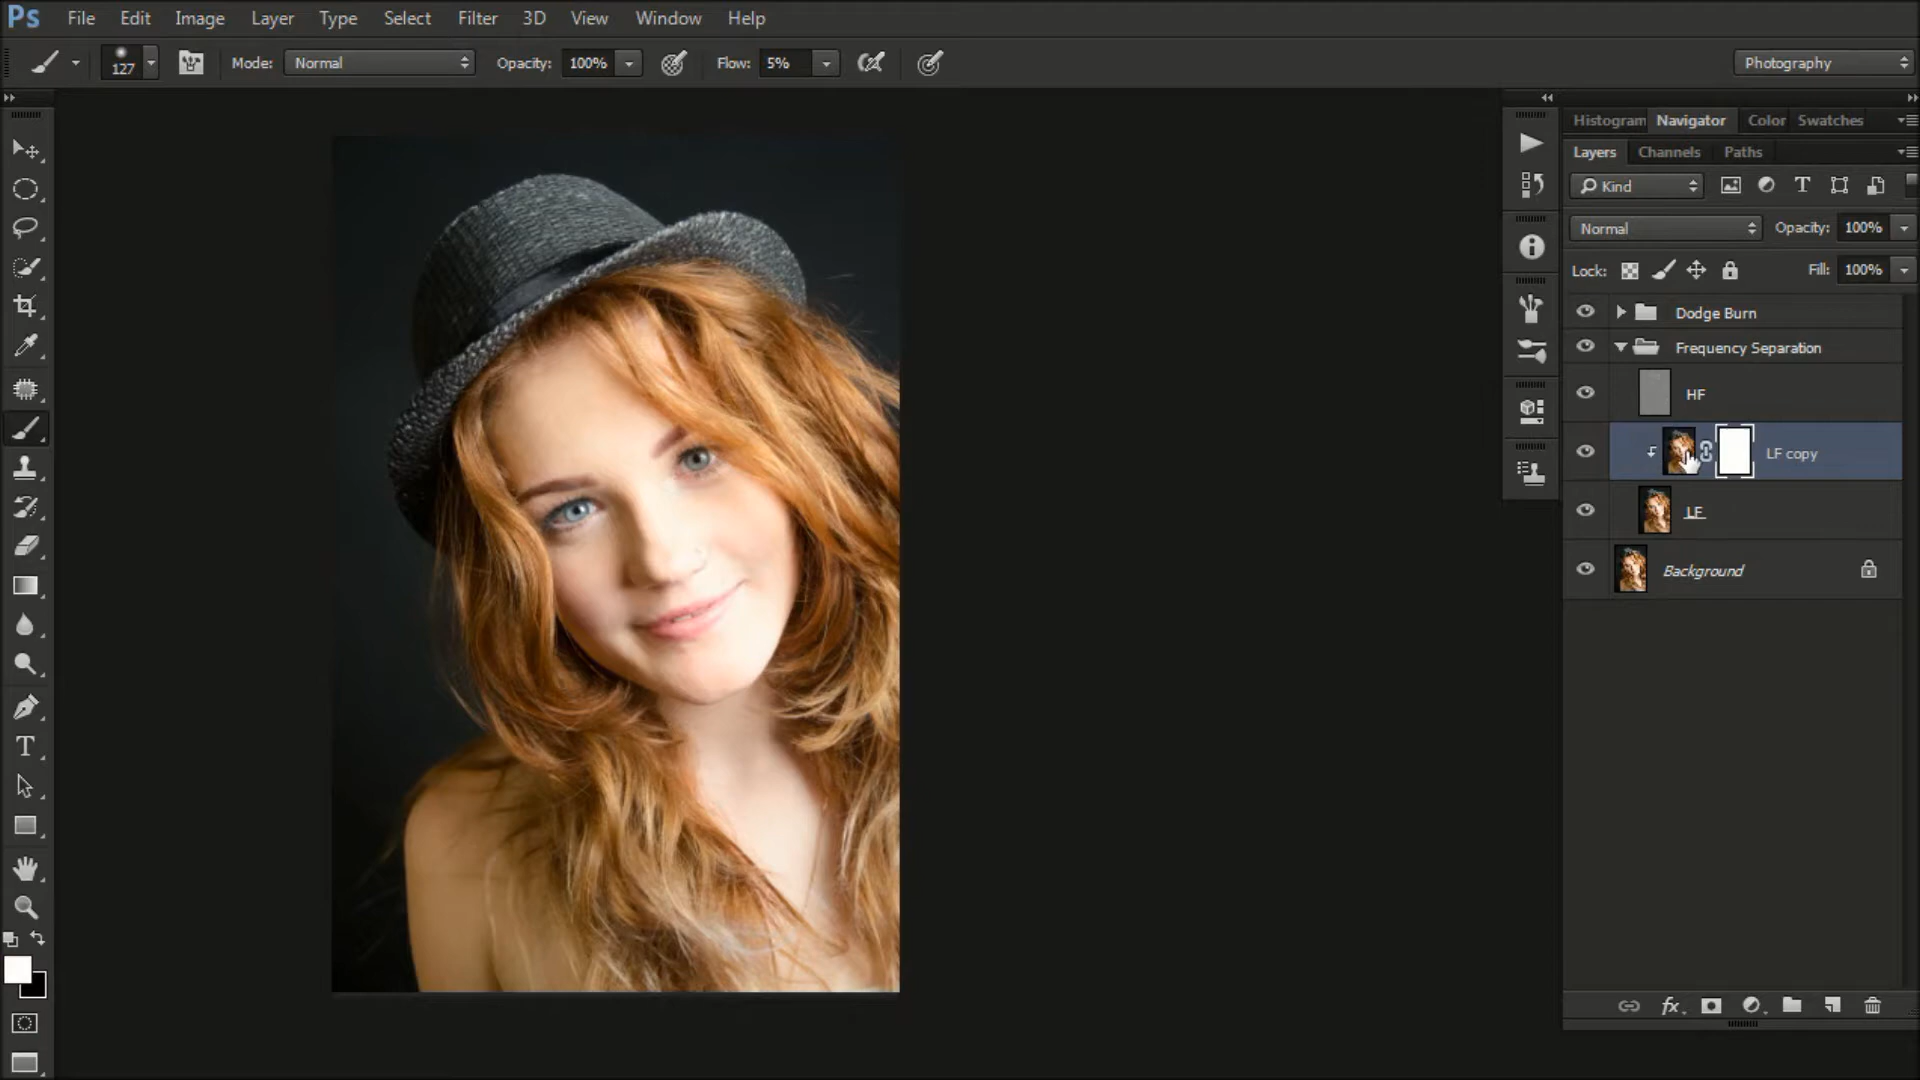 Ps File Edit Image Layer Type Select Filter 3D View Window Help
127 Mode: Normal Opacity: 100% Flow: 5% Photography
Histogram Navigator Color Swatches
Layers Channels Paths
Kind
Normal Opacity: 100%
Lock: Fill: 100%
Dodge Burn
Frequency Separation
HF
LF copy
LF
Background